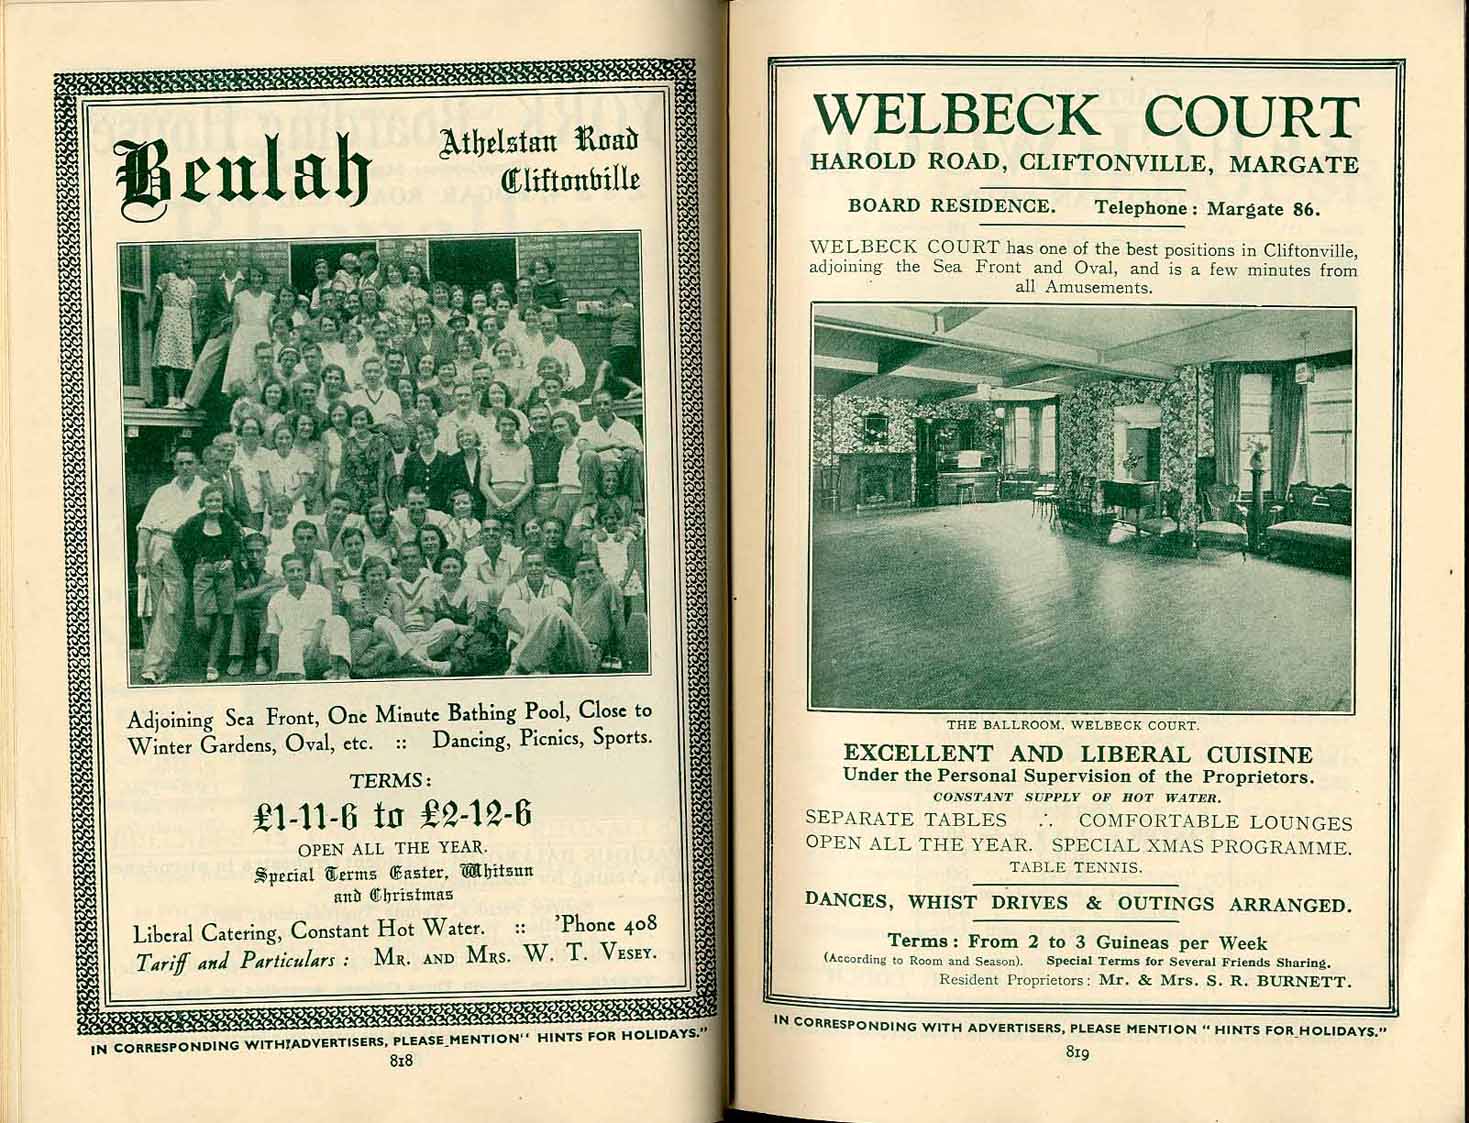 Beulah
Athelstan Road
Cliftonville
Adjoining Sea Front, One Minute Bathing Pool, Close to
Winter Gardens, Oval, etc. :: Dancing, Picnics, Sports.
TERMS:
£1-11-6 to £2-12-6
OPEN ALL THE YEAR.
Special Terms Easter, Whitsun
and Christmas
Liberal Catering, Constant Hot Water. :: 'Phone 408
Tariff and Particulars : MR. AND MRS. W. T. VESEY.
IN CORRESPONDING WITH ADVERTISERS, PLEASE MENTION "HINTS FOR HOLIDAYS."
818
WELBECK COURT
HAROLD ROAD, CLIFTONVILLE, MARGATE
BOARD RESIDENCE. Telephone : Margate 86.
WELBECK COURT has one of the best positions in Cliftonville,
adjoining the Sea Front and Oval, and is a few minutes from
all Amusements.
THE BALLROOM, WELBECK COURT.
EXCELLENT AND LIBERAL CUISINE
Under the Personal Supervision of the Proprietors.
CONSTANT SUPPLY OF HOT WATER.
SEPARATE TABLES ∴ COMFORTABLE LOUNGES
OPEN ALL THE YEAR. SPECIAL XMAS PROGRAMME.
TABLE TENNIS.
DANCES, WHIST DRIVES & OUTINGS ARRANGED.
Terms : From 2 to 3 Guineas per Week
(According to Room and Season). Special Terms for Several Friends Sharing.
Resident Proprietors : Mr. & Mrs. S. R. BURNETT.
IN CORRESPONDING WITH ADVERTISERS, PLEASE MENTION "HINTS FOR HOLIDAYS."
819